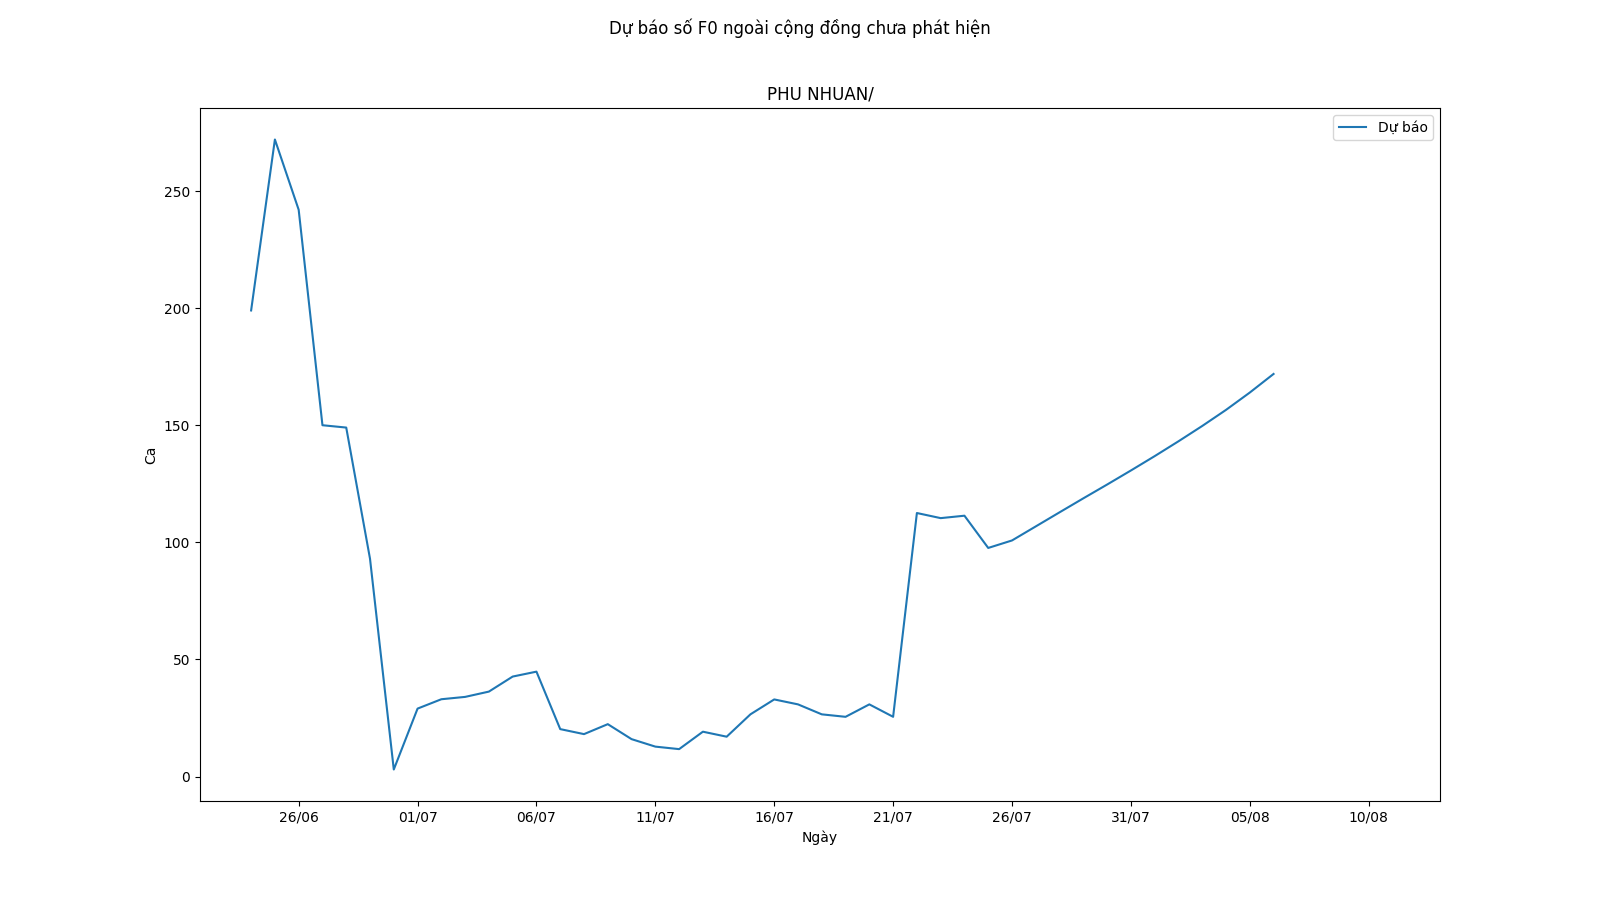 Dự báo số F0 ngoài cộng đồng chưa phát hiện
PHU NHUAN/
Dự báo
250
200
150
100
50
0
Ca
26/06 01/07 06/07 11/07 16/07 21/07 26/07 31/07 05/08 10/08
Ngày